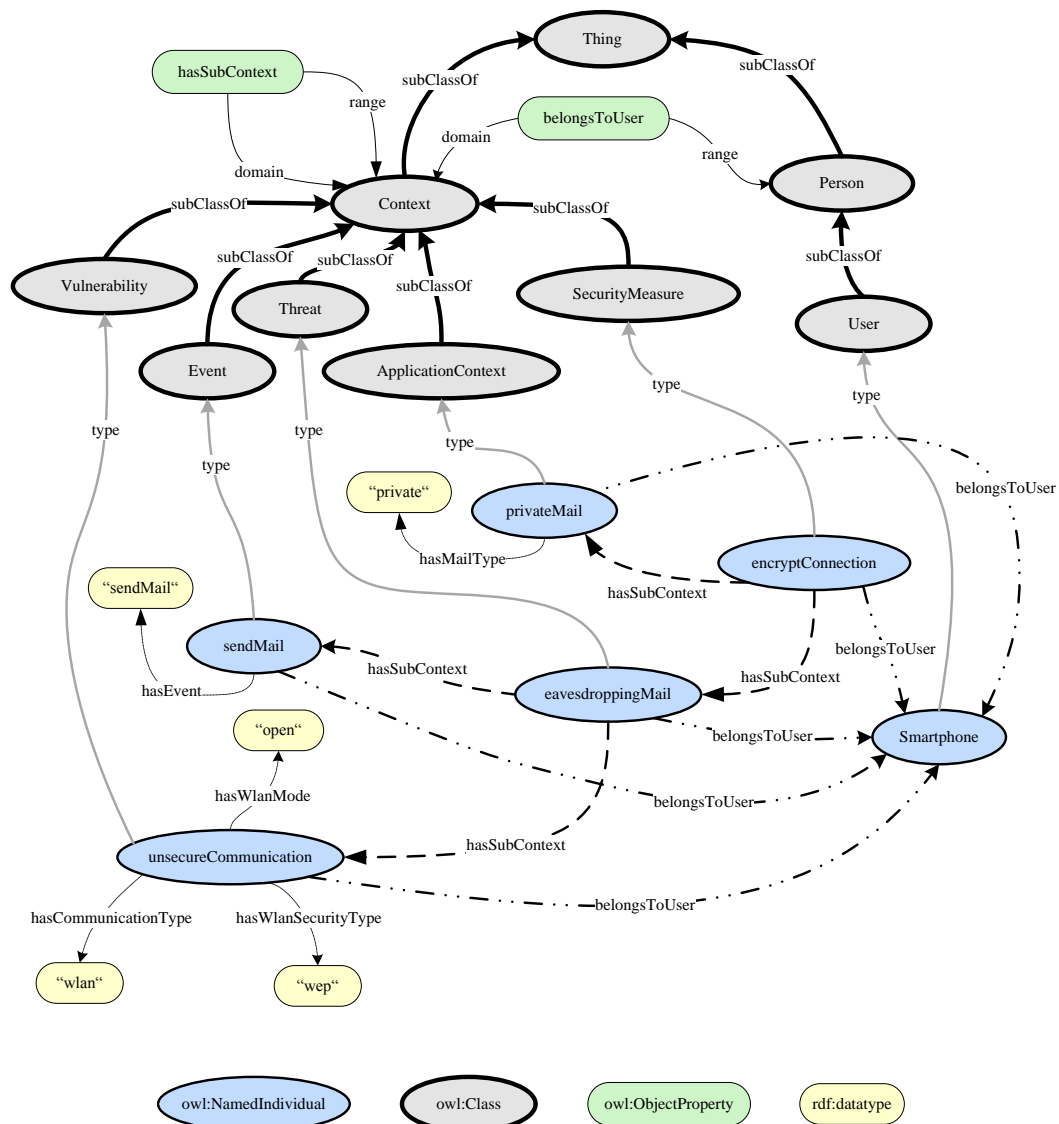 Thing
hasSubContext
subClassOf
subClassOf
range
belongsToUser
domain
range
domain
Person
Context
subClassOf
subClassOf
subClassOf
subClassOf
subClassOf
subClassOf
Vulnerability
SecurityMeasure
Threat
User
Event
ApplicationContext
type
type
type
type
type
type
“private“
belongsToUser
privateMail
hasMailType
encryptConnection
“sendMail“
hasSubContext
sendMail
belongsToUser
hasSubContext
hasSubContext
hasEvent
eavesdroppingMail
“open“
belongsToUser
Smartphone
hasWlanMode
belongsToUser
hasSubContext
unsecureCommunication
belongsToUser
hasCommunicationType
hasWlanSecurityType
“wlan“
“wep“
owl:NamedIndividual
owl:Class
owl:ObjectProperty
rdf:datatype